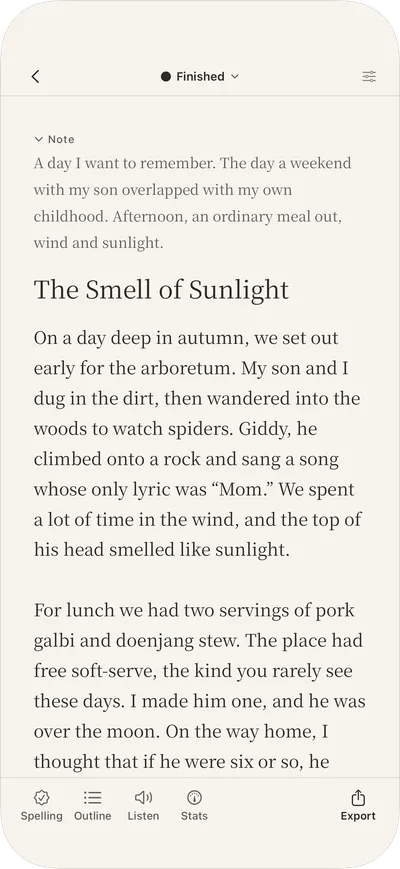 Finished
Note
A day I want to remember. The day a weekend
with my son overlapped with my own
childhood. Afternoon, an ordinary meal out,
wind and sunlight.
The Smell of Sunlight
On a day deep in autumn, we set out
early for the arboretum. My son and I
dug in the dirt, then wandered into the
woods to watch spiders. Giddy, he
climbed onto a rock and sang a song
whose only lyric was “Mom.” We spent
a lot of time in the wind, and the top of
his head smelled like sunlight.
For lunch we had two servings of pork
galbi and doenjang stew. The place had
free soft-serve, the kind you rarely see
these days. I made him one, and he was
over the moon. On the way home, I
thought that if he were six or so, he
Spelling Outline Listen Stats Export